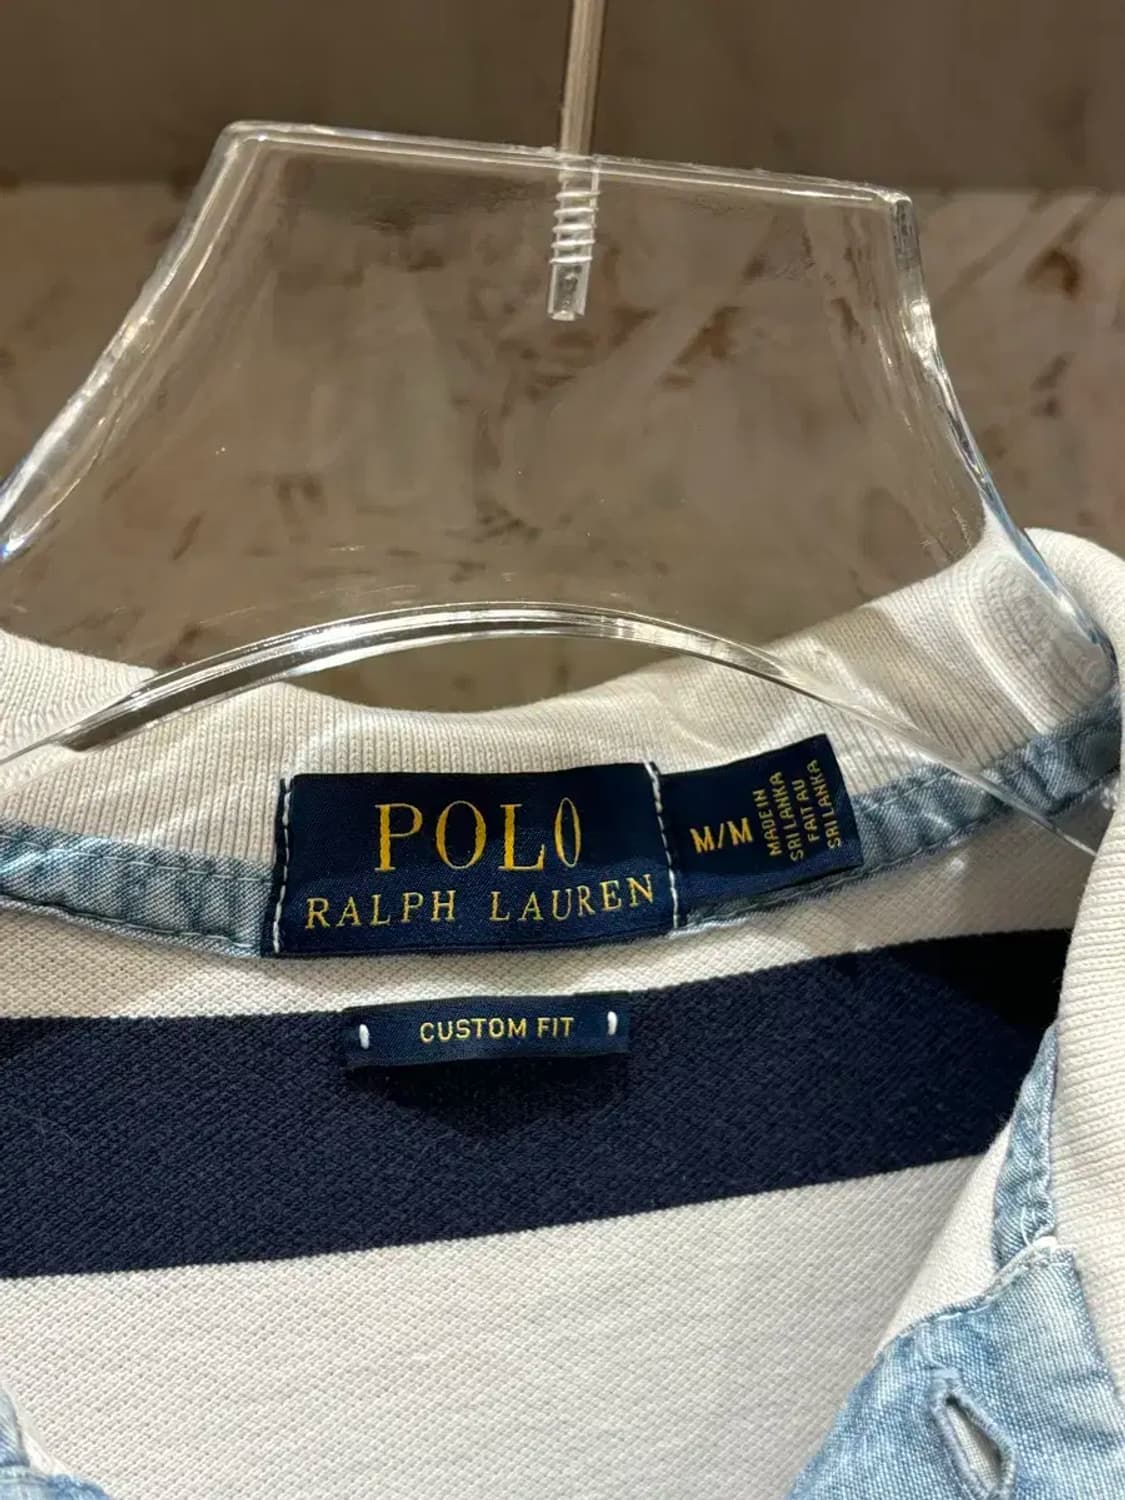 POLO
RALPH LAUREN
M/M
MADE IN
SRI LANKA
FAIT AU
SRI LANKA
CUSTOM FIT